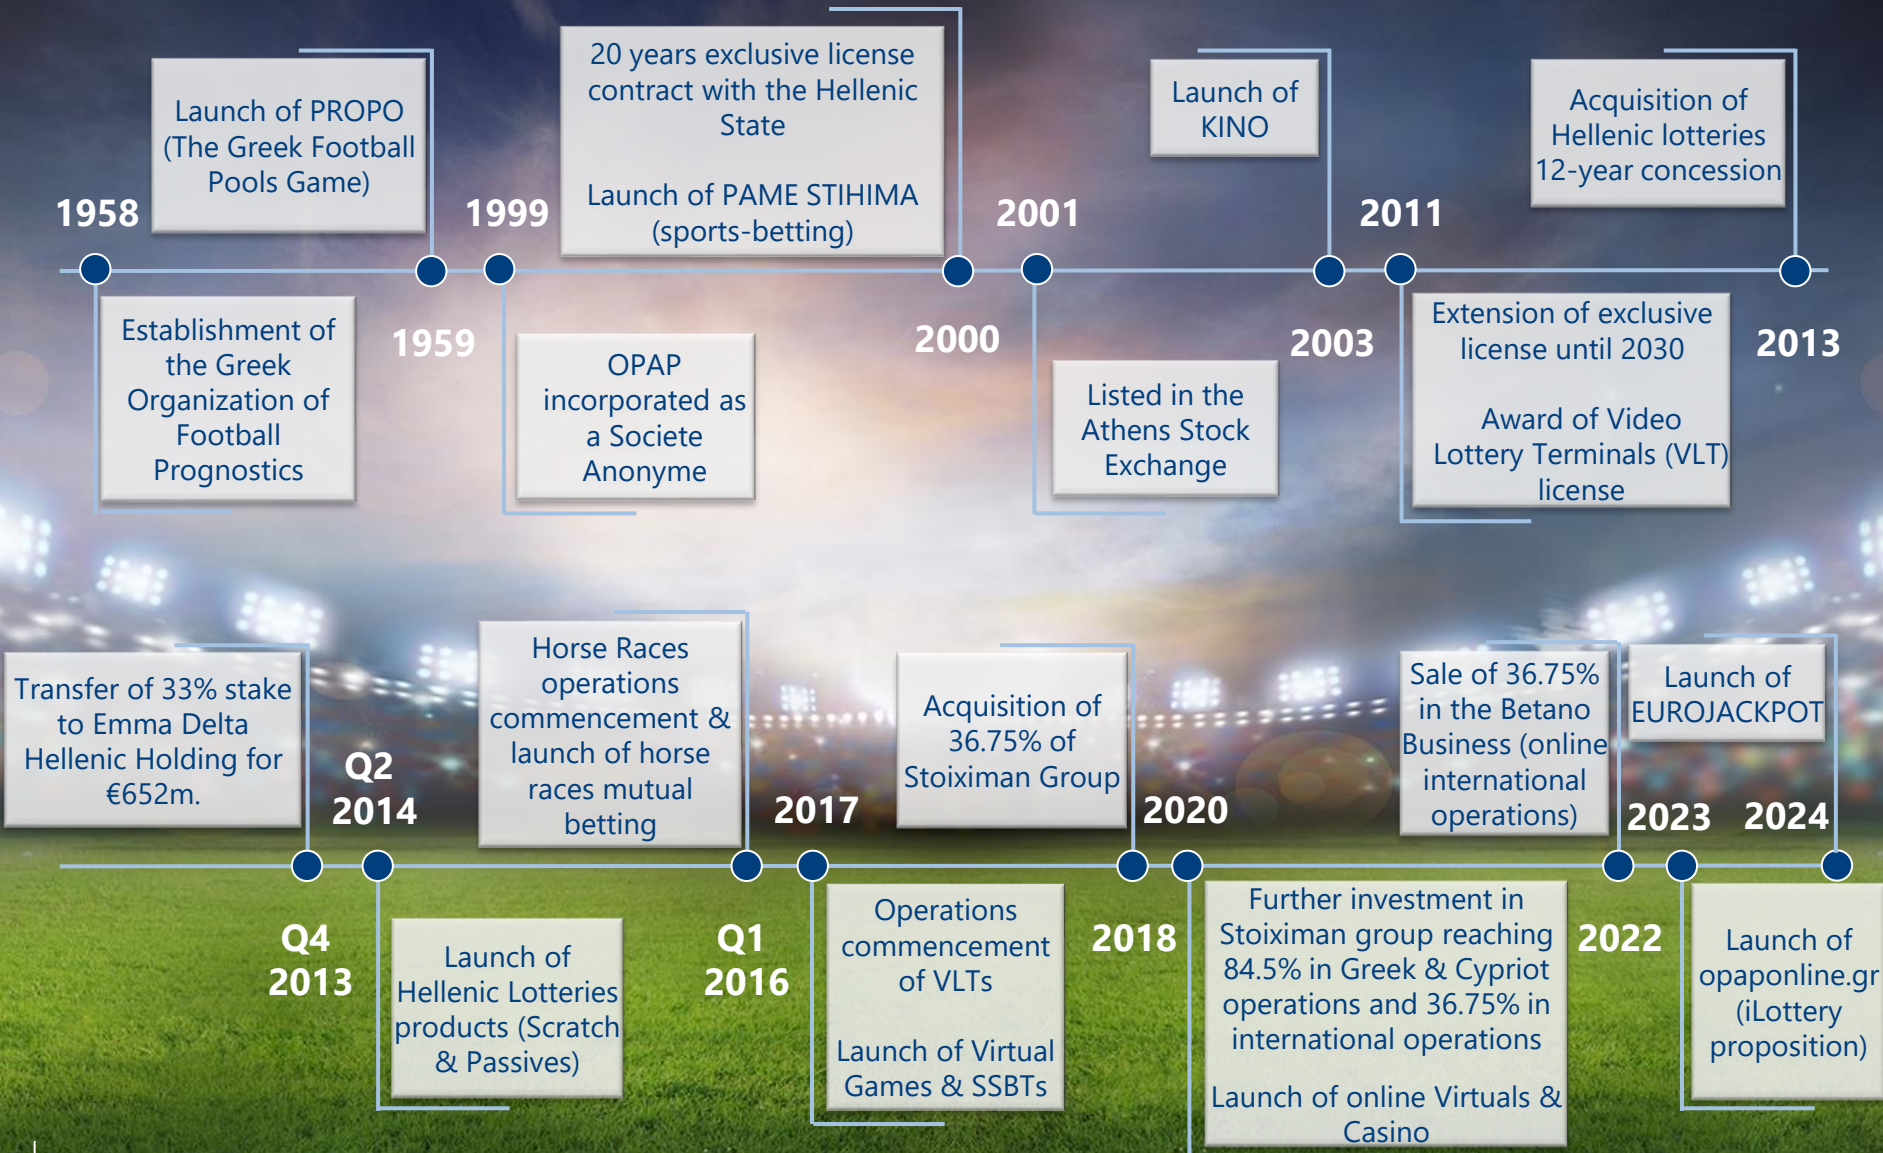 1958
Establishment of
the Greek
Organization of
Football
Prognostics
Launch of PROPO
(The Greek Football
Pools Game)
1959
1999
OPAP
incorporated as
a Societe
Anonyme
20 years exclusive license
contract with the Hellenic
State
Launch of PAME STIHIMA
(sports-betting)
2000
2001
Listed in the
Athens Stock
Exchange
Launch of
KINO
2003
2011
Extension of exclusive
license until 2030
Award of Video
Lottery Terminals (VLT)
license
Acquisition of
Hellenic lotteries
12-year concession
2013
Transfer of 33% stake
to Emma Delta
Hellenic Holding for
€652m.
Q4
2013
Q2
2014
Launch of
Hellenic Lotteries
products (Scratch
& Passives)
Horse Races
operations
commencement &
launch of horse
races mutual
betting
Q1
2016
2017
Operations
commencement
of VLTs
Launch of Virtual
Games & SSBTs
Acquisition of
36.75% of
Stoiximan Group
2018
2020
Further investment in
Stoiximan group reaching
84.5% in Greek & Cypriot
operations and 36.75% in
international operations
Launch of online Virtuals &
Casino
Sale of 36.75%
in the Betano
Business (online
international
operations)
2022
2023
Launch of
opaponline.gr
(iLottery
proposition)
Launch of
EUROJACKPOT
2024